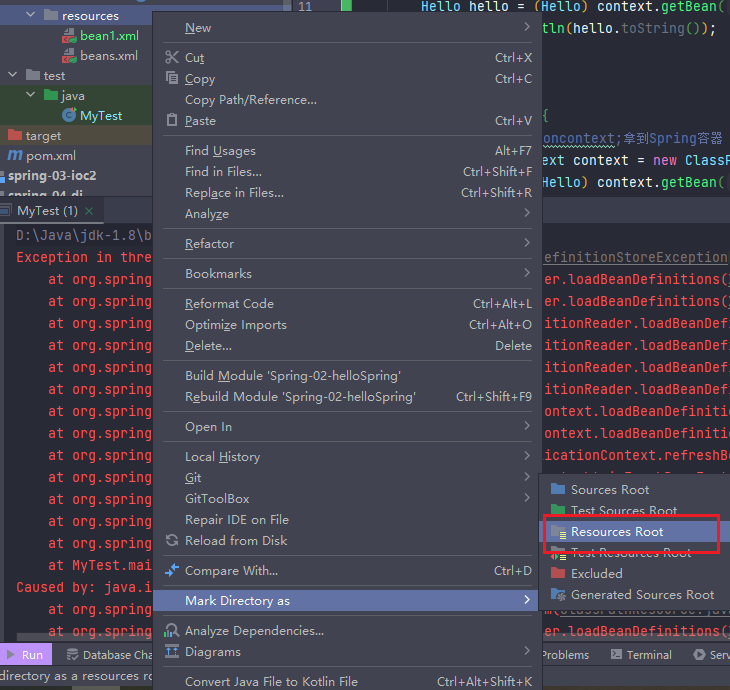 resources
11
Hello hello = (Hello) context.getBean(
bean1.xml
tln(hello.toString());
beans.xml
test
java
MyTest
target
pom.xml
spring-03-ioc2
spring-04-di
{
oncontext;拿到Spring容器
ext context = new ClassP
Hello) context.getBean(
New
Cut Ctrl+X
Copy Ctrl+C
Copy Path/Reference...
Paste Ctrl+V
Find Usages Alt+F7
Find in Files... Ctrl+Shift+F
Replace in Files... Ctrl+Shift+R
Analyze
Refactor
Bookmarks
Reformat Code Ctrl+Alt+L
Optimize Imports Ctrl+Alt+O
Delete... Delete
Build Module 'Spring-02-helloSpring'
Rebuild Module 'Spring-02-helloSpring' Ctrl+Shift+F9
Open In
Local History
Git
GitToolBox
Repair IDE on File
Reload from Disk
Compare With... Ctrl+D
Mark Directory as
Analyze Dependencies...
Diagrams
Convert Java File to Kotlin File Ctrl+Alt+Shift+K
Sources Root
Test Sources Root
Resources Root
Test Resources Root
Excluded
Generated Sources Root
MyTest (1)
D:\Java\jdk-1.8\b
Exception in thre
efinitionStoreException
at org.spring
er.loadBeanDefinitions(
at org.spring
er.loadBeanDefinitions(
at org.spring
itionReader.loadBeanDef
at org.spring
itionReader.loadBeanDef
at org.spring
itionReader.loadBeanDef
at org.spring
itionReader.loadBeanDef
at org.spring
ontext.loadBeanDefiniti
at org.spring
ontext.loadBeanDefiniti
at org.spring
icationContext.refreshB
at org.spring
at org.spring
at org.spring
at org.spring
at MyTest.mai
Caused by: java.i
at org.spring
at org.spring
er.loadBeanDefinitions(
Run
Database Cha
Problems
Terminal
Serv
directory as a resources ro